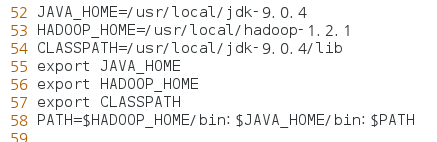 52 JAVA_HOME=/usr/local/jdk-9.0.4
53 HADOOP_HOME=/usr/local/hadoop-1.2.1
54 CLASSPATH=/usr/local/jdk-9.0.4/lib
55 export JAVA_HOME
56 export HADOOP_HOME
57 export CLASSPATH
58 PATH=$HADOOP_HOME/bin:$JAVA_HOME/bin:$PATH
59